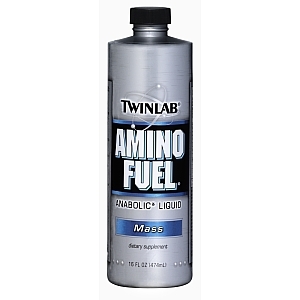 TWINLAB®
AMINO
FUEL®
ANABOLIC* LIQUID
Mass
dietary supplement
16 FL OZ (474mL)